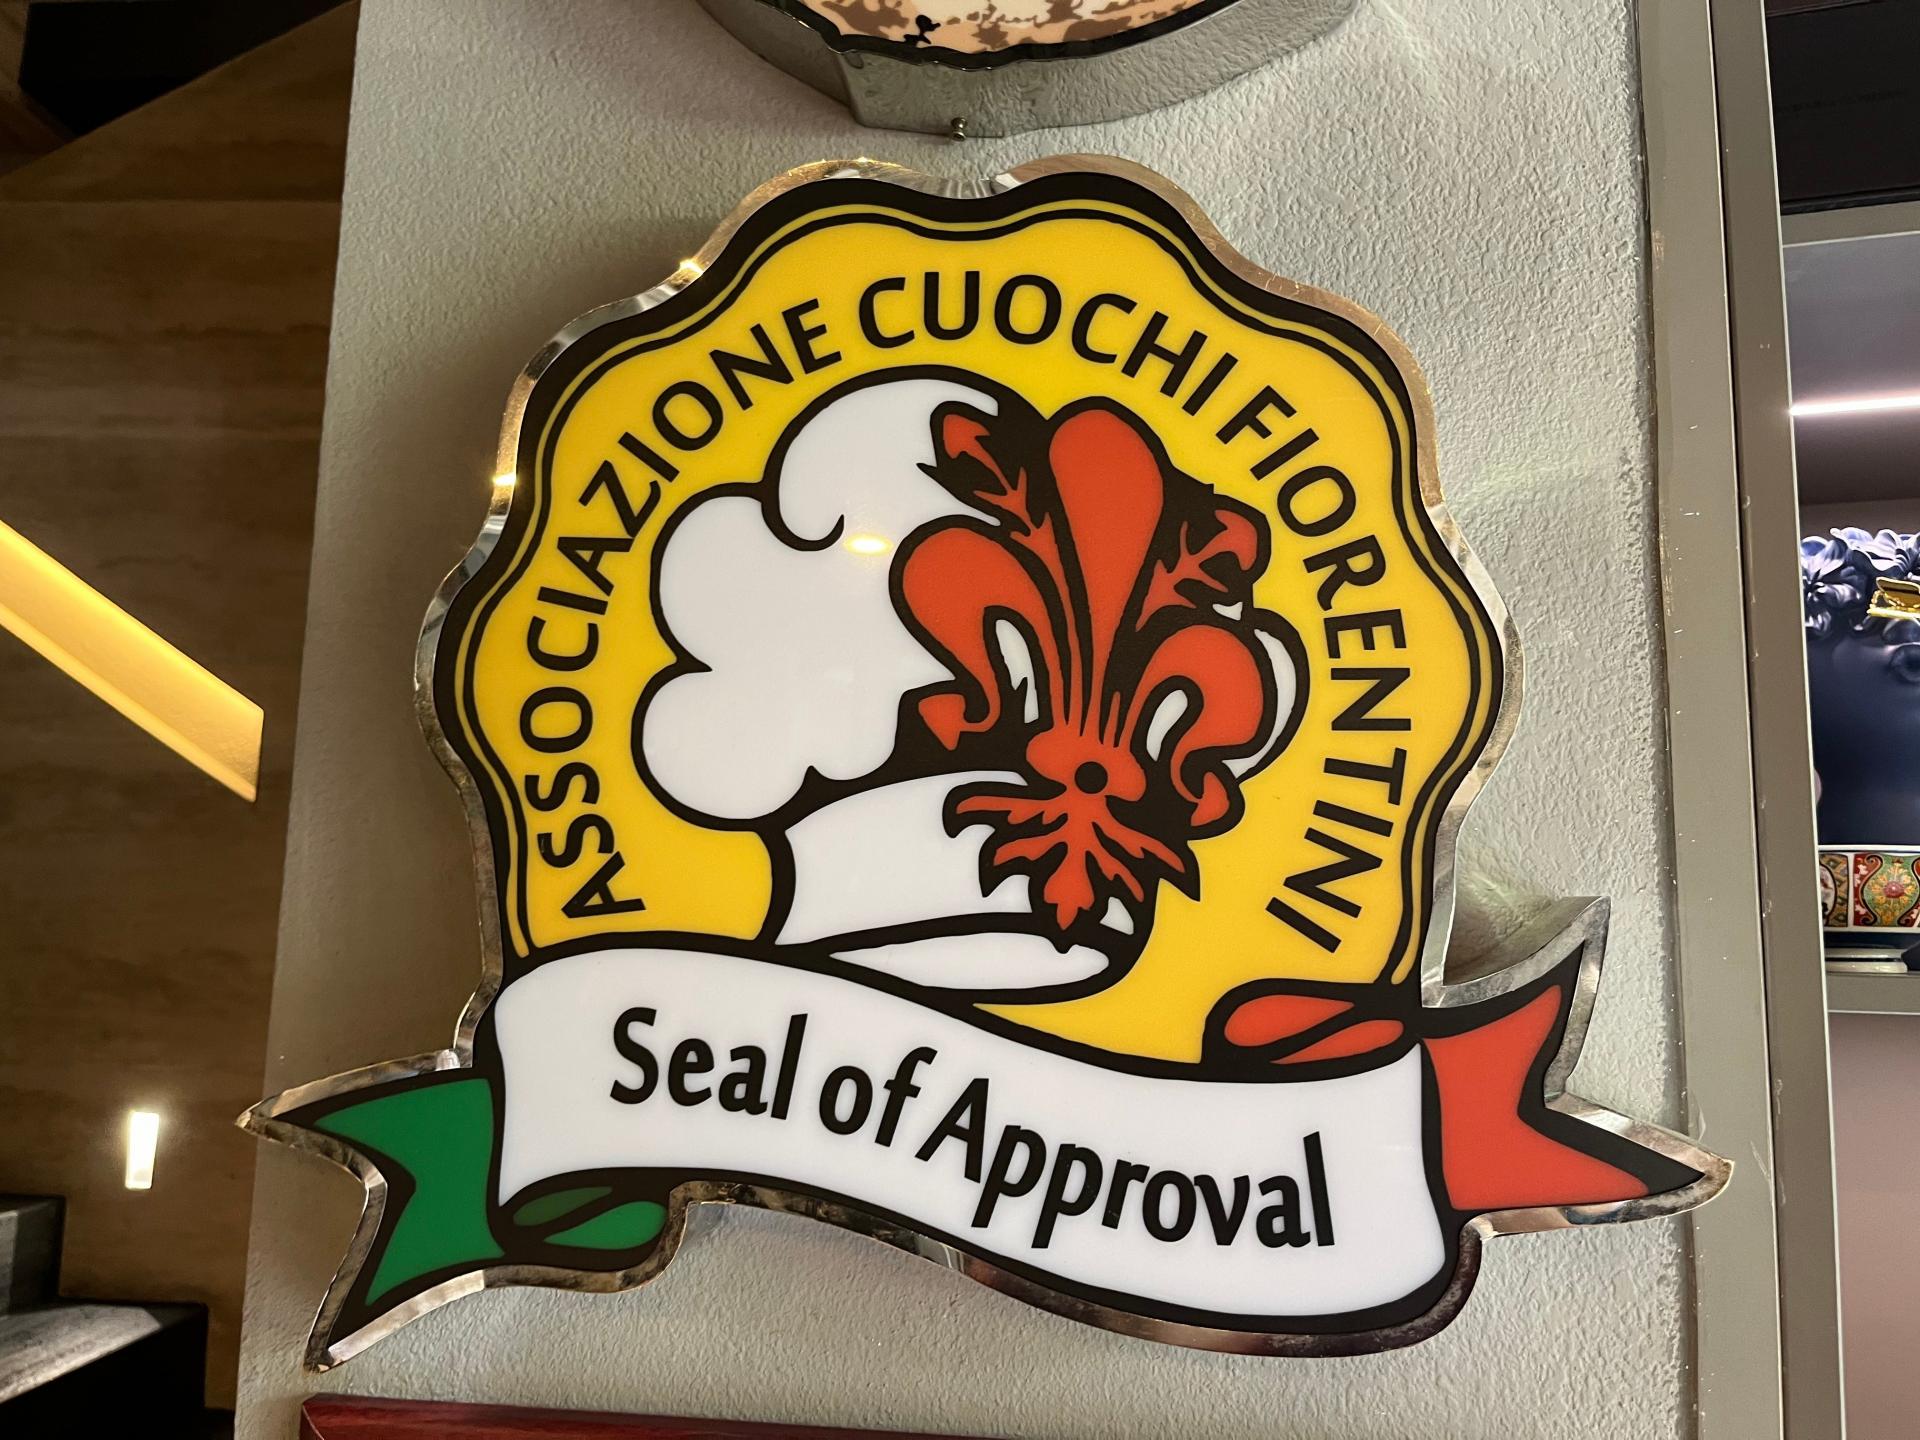 ASSOCIAZIONE CUOCHI FIORENTINI
Seal of Approval